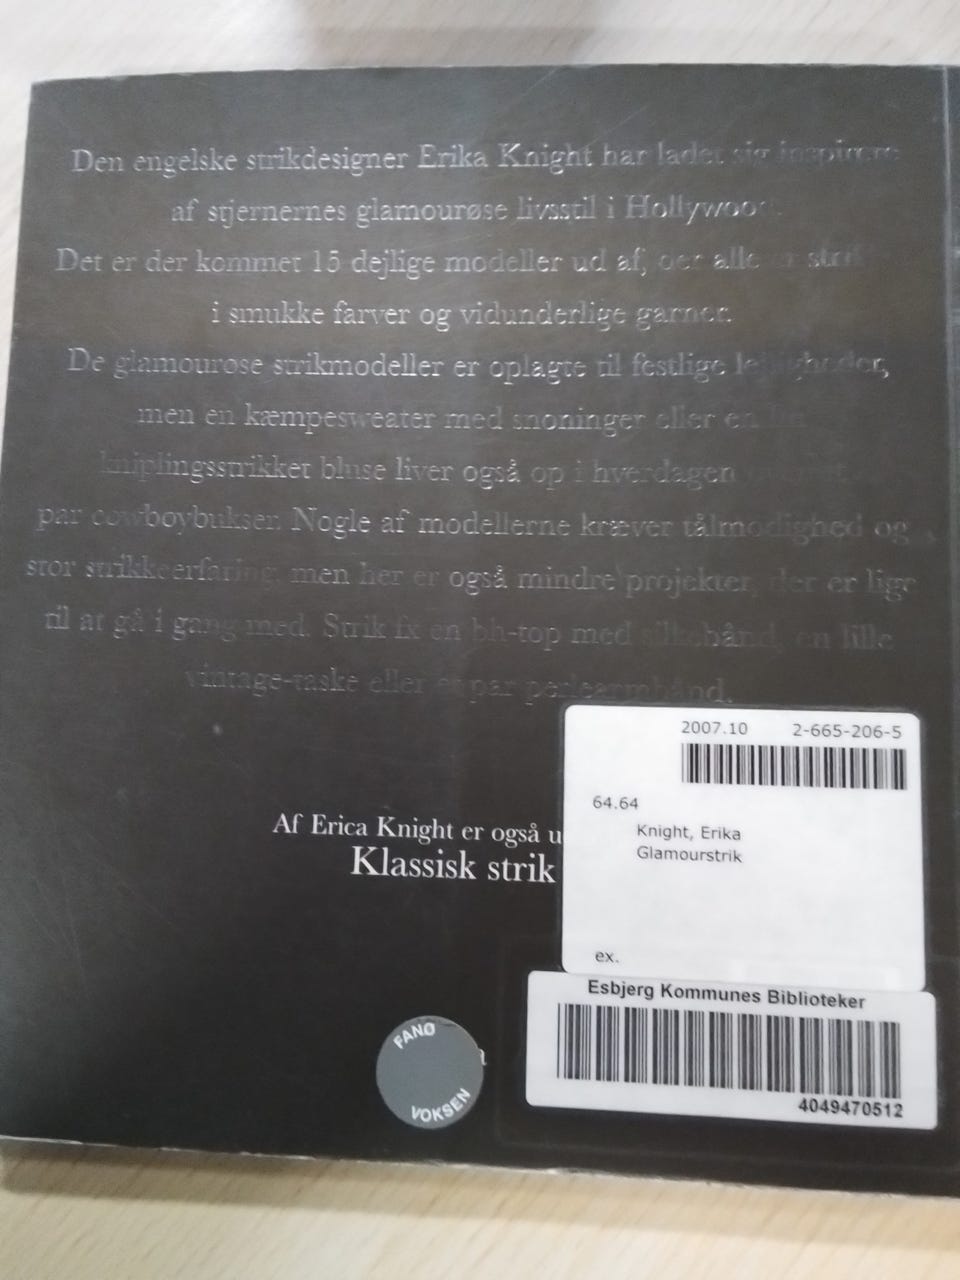 Den engelske strikdesigner Erika Knight har ladet sig inspirere
af stjernernes glamourøse livsstil i Hollywood.
Det er der kommet 15 dejlige modeller ud af, der alle er
i smukke farver og vidunderlige garner.
De glamourøse strikmodeller er oplagte til festlige lejligheder,
men en kæmpesweater med snoninger eller en
kniplingsstrikket bluse liver også op i hverdagen
par cowboybukser. Nogle af modellerne kræver tålmodighed og
stor strikkeerfaring, men her er også mindre projekter, der er lige
til at gå i gang med. Strik fx en bh-top med silkebånd, en lille
vintage-taske eller et par perlearmbånd.
Af Erica Knight er også
Klassisk strik
2007.10 2-665-206-5
64.64
Knight, Erika
Glamourstrik
ex.
Esbjerg Kommunes Biblioteker
4049470512
FANØ
VOKSEN